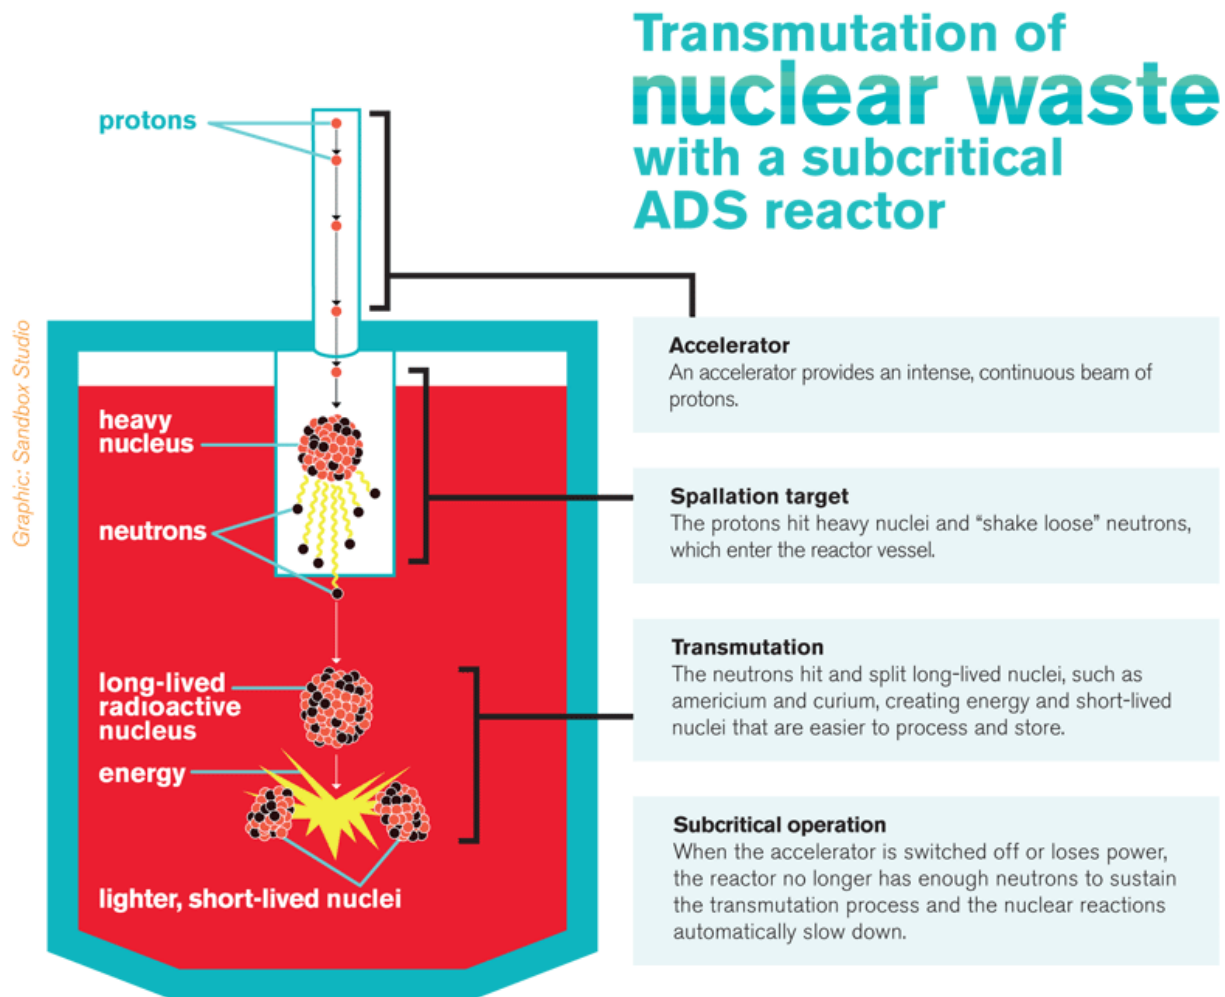 Transmutation of
nuclear waste
with a subcritical
ADS reactor
protons
heavy
nucleus
neutrons
long-lived
radioactive
nucleus
energy
lighter, short-lived nuclei
Graphic: Sandbox Studio
Accelerator
An accelerator provides an intense, continuous beam of
protons.
Spallation target
The protons hit heavy nuclei and “shake loose” neutrons,
which enter the reactor vessel.
Transmutation
The neutrons hit and split long-lived nuclei, such as
americium and curium, creating energy and short-lived
nuclei that are easier to process and store.
Subcritical operation
When the accelerator is switched off or loses power,
the reactor no longer has enough neutrons to sustain
the transmutation process and the nuclear reactions
automatically slow down.